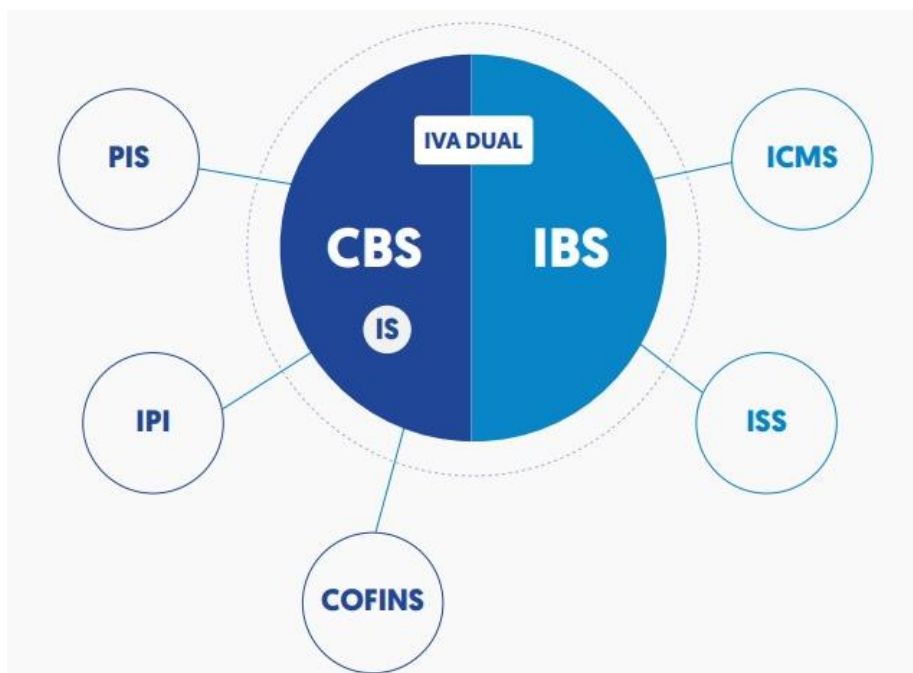 IVA DUAL
PIS
ICMS
CBS
IBS
IS
IPI
ISS
COFINS